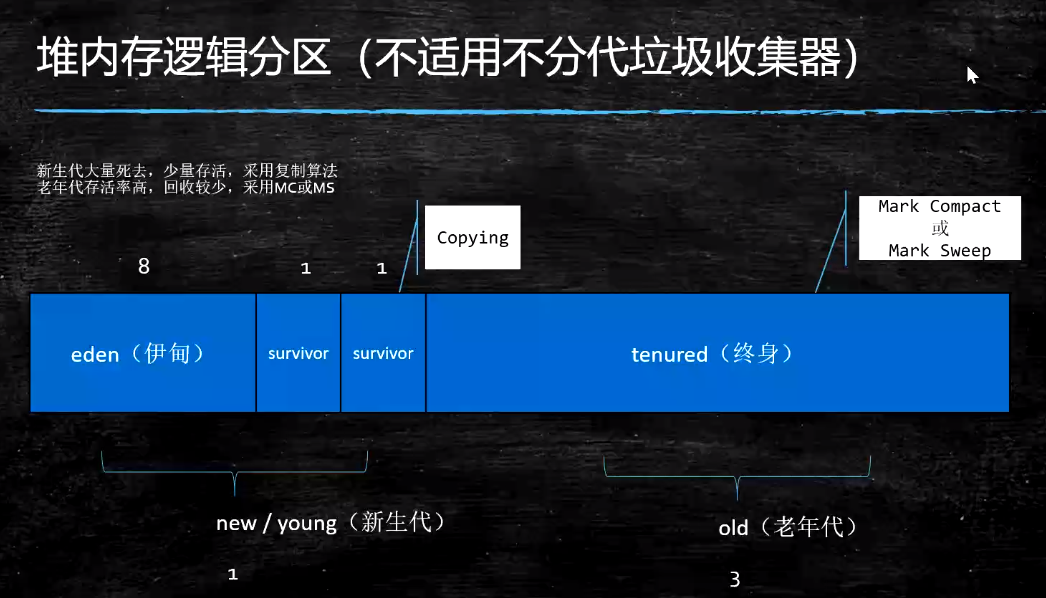 堆内存逻辑分区（不适用不分代垃圾收集器）
新生代大量死去，少量存活，采用复制算法
老年代存活率高，回收较少，采用MC或MS
Copying
Mark Compact
或
Mark Sweep
8
1
1
eden（伊甸）
survivor
survivor
tenured（终身）
new / young（新生代）
old（老年代）
1
3